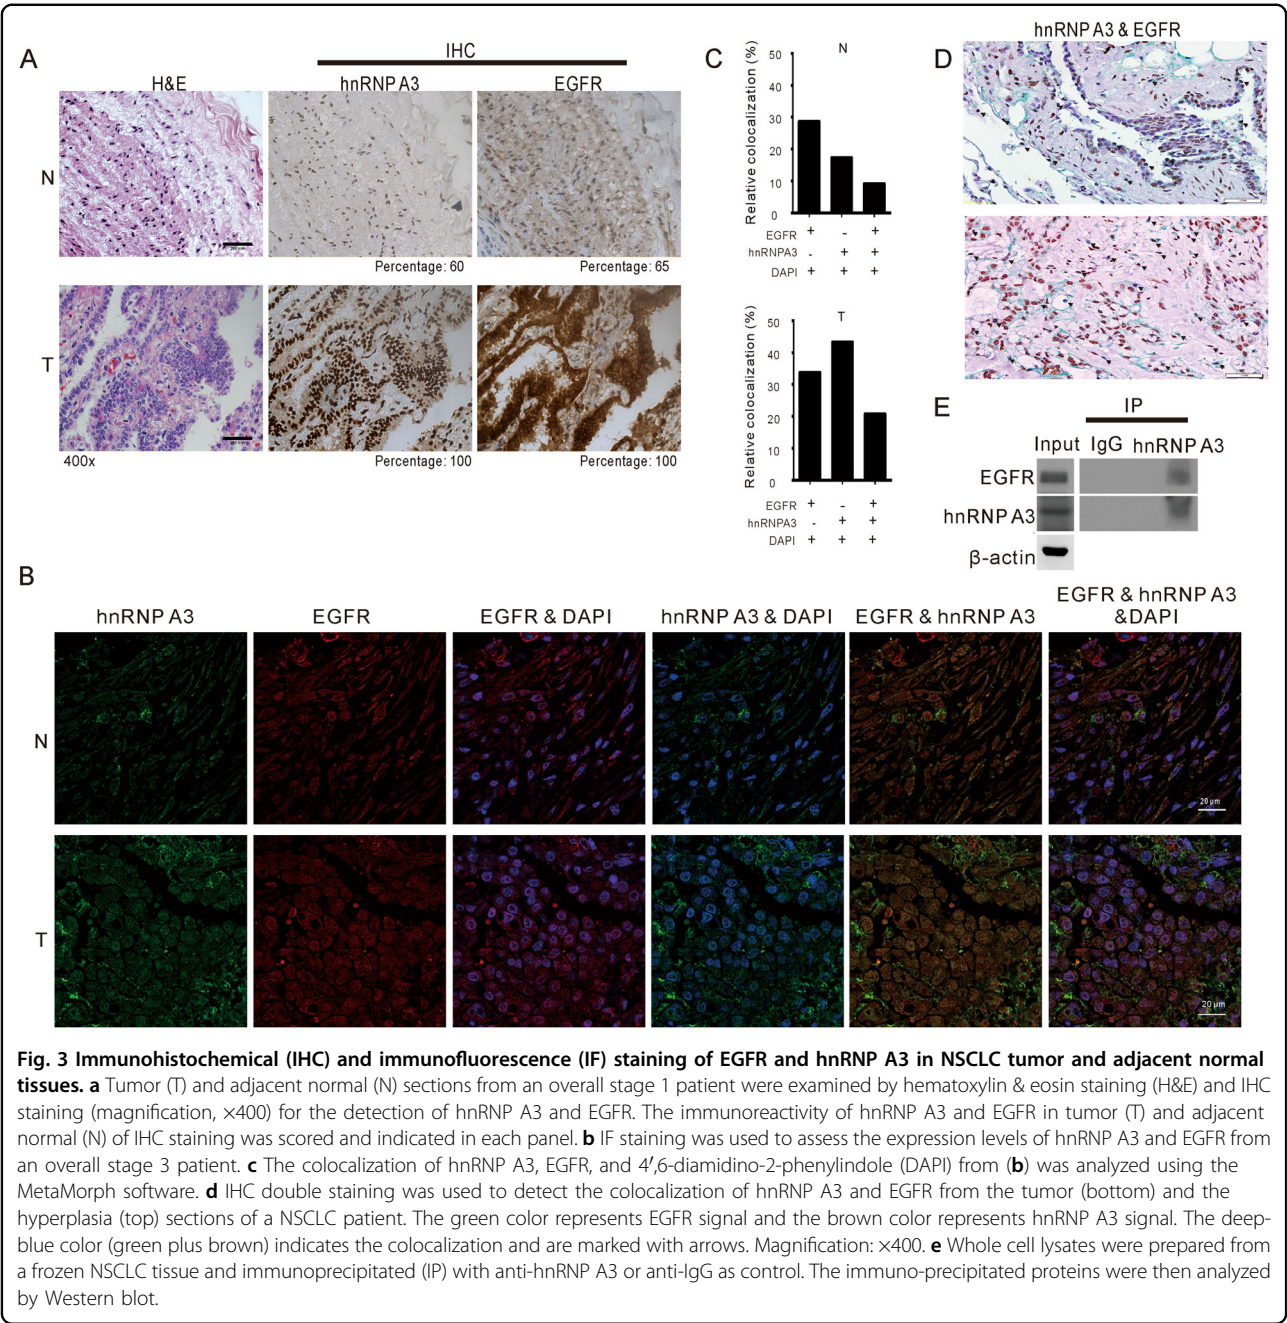 A
IHC
H&E
hnRNP A3
EGFR
N
Percentage: 60
Percentage: 65
T
400x
Percentage: 100
Percentage: 100
C
N
Relative colocalization (%)
50
40
30
20
10
0
EGFR + - +
hnRNPA3 - + +
DAPI + + +
T
Relative colocalization (%)
50
40
30
20
10
0
EGFR + - +
hnRNPA3 - + +
DAPI + + +
D
hnRNP A3 & EGFR
E
IP
Input IgG hnRNP A3
EGFR
hnRNP A3
β-actin
B
hnRNP A3
EGFR
EGFR & DAPI
hnRNP A3 & DAPI
EGFR & hnRNP A3
EGFR & hnRNP A3
&DAPI
N
20 μm
T
20 μm
Fig. 3 Immunohistochemical (IHC) and immunofluorescence (IF) staining of EGFR and hnRNP A3 in NSCLC tumor and adjacent normal
tissues. a Tumor (T) and adjacent normal (N) sections from an overall stage 1 patient were examined by hematoxylin & eosin staining (H&E) and IHC
staining (magnification, ×400) for the detection of hnRNP A3 and EGFR. The immunoreactivity of hnRNP A3 and EGFR in tumor (T) and adjacent
normal (N) of IHC staining was scored and indicated in each panel. b IF staining was used to assess the expression levels of hnRNP A3 and EGFR from
an overall stage 3 patient. c The colocalization of hnRNP A3, EGFR, and 4′,6-diamidino-2-phenylindole (DAPI) from (b) was analyzed using the
MetaMorph software. d IHC double staining was used to detect the colocalization of hnRNP A3 and EGFR from the tumor (bottom) and the
hyperplasia (top) sections of a NSCLC patient. The green color represents EGFR signal and the brown color represents hnRNP A3 signal. The deep-
blue color (green plus brown) indicates the colocalization and are marked with arrows. Magnification: ×400. e Whole cell lysates were prepared from
a frozen NSCLC tissue and immunoprecipitated (IP) with anti-hnRNP A3 or anti-IgG as control. The immuno-precipitated proteins were then analyzed
by Western blot.